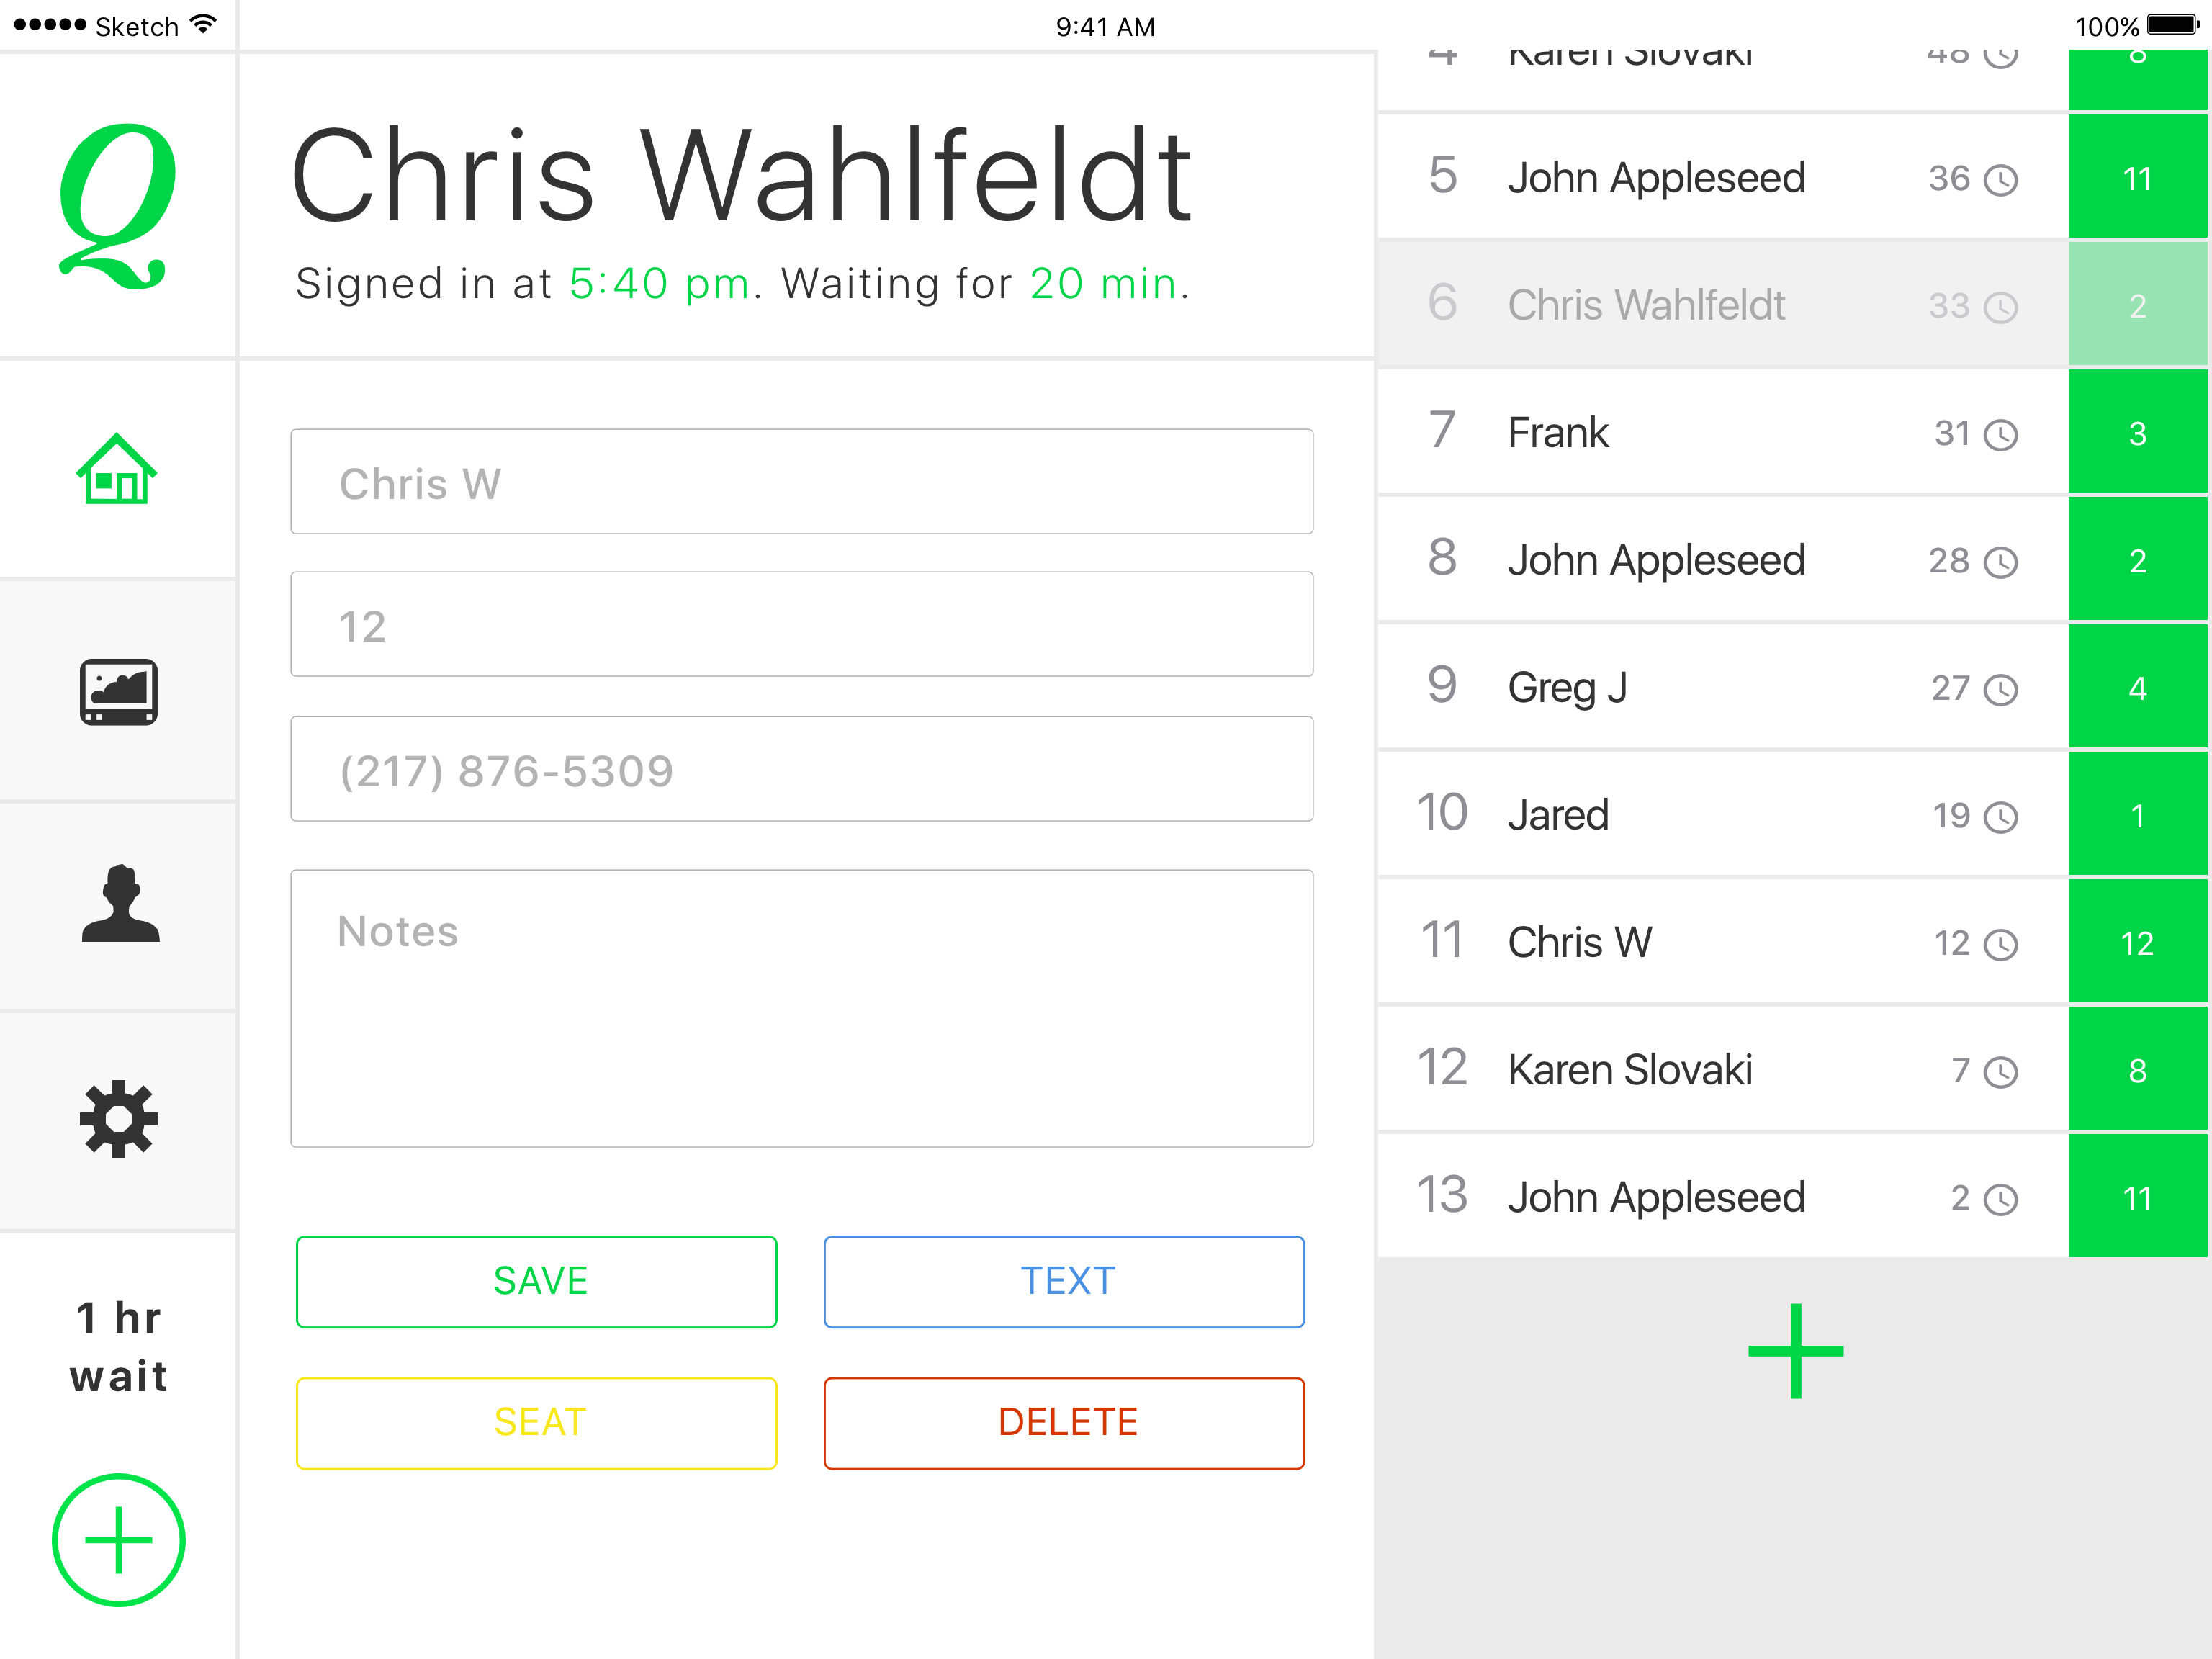 Sketch
9:41 AM
100%
Q
Chris Wahlfeldt
Signed in at 5:40 pm. Waiting for 20 min.
Chris W
12
(217) 876-5309
Notes
SAVE
TEXT
SEAT
DELETE
1 hr
wait
4 Karen Slovaki 48 8
5 John Appleseed 36 11
6 Chris Wahlfeldt 33 2
7 Frank 31 3
8 John Appleseed 28 2
9 Greg J 27 4
10 Jared 19 1
11 Chris W 12 12
12 Karen Slovaki 7 8
13 John Appleseed 2 11